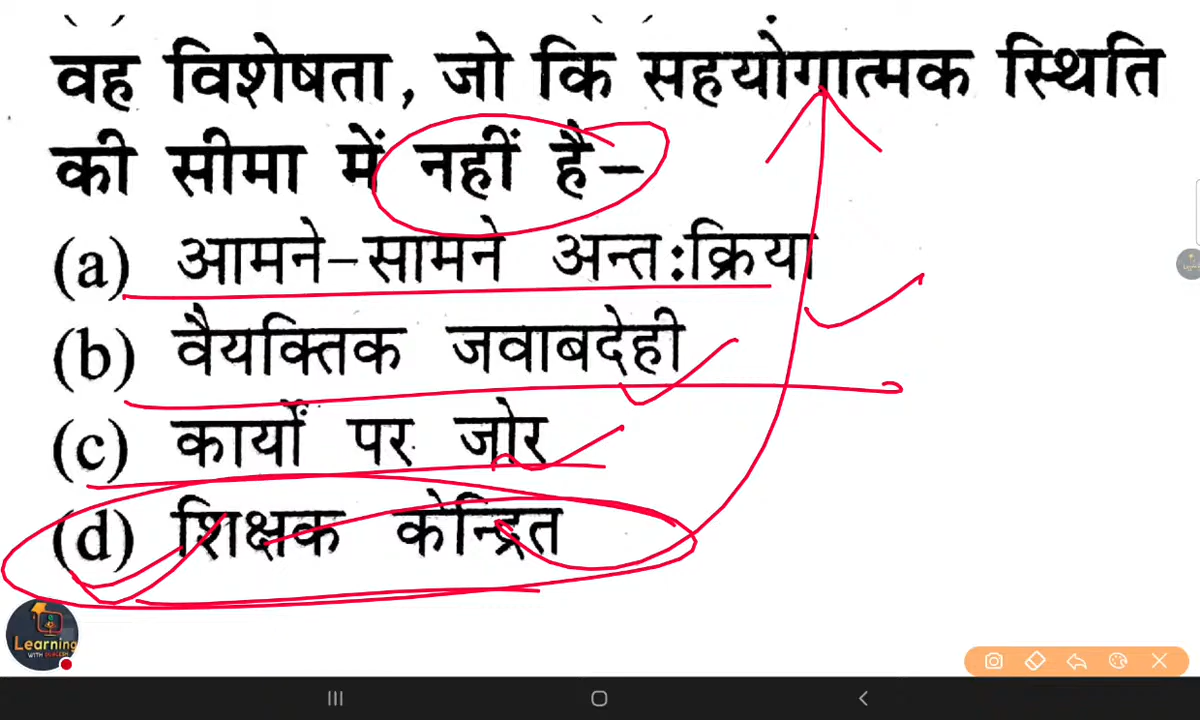 वह विशेषता, जो कि सहयोगात्मक स्थिति
की सीमा में नहीं है–
(a) आमने–सामने अन्तःक्रिया
(b) वैयक्तिक जवाबदेही
(c) कार्यों पर जोर
(d) शिक्षक केन्द्रित
Learning